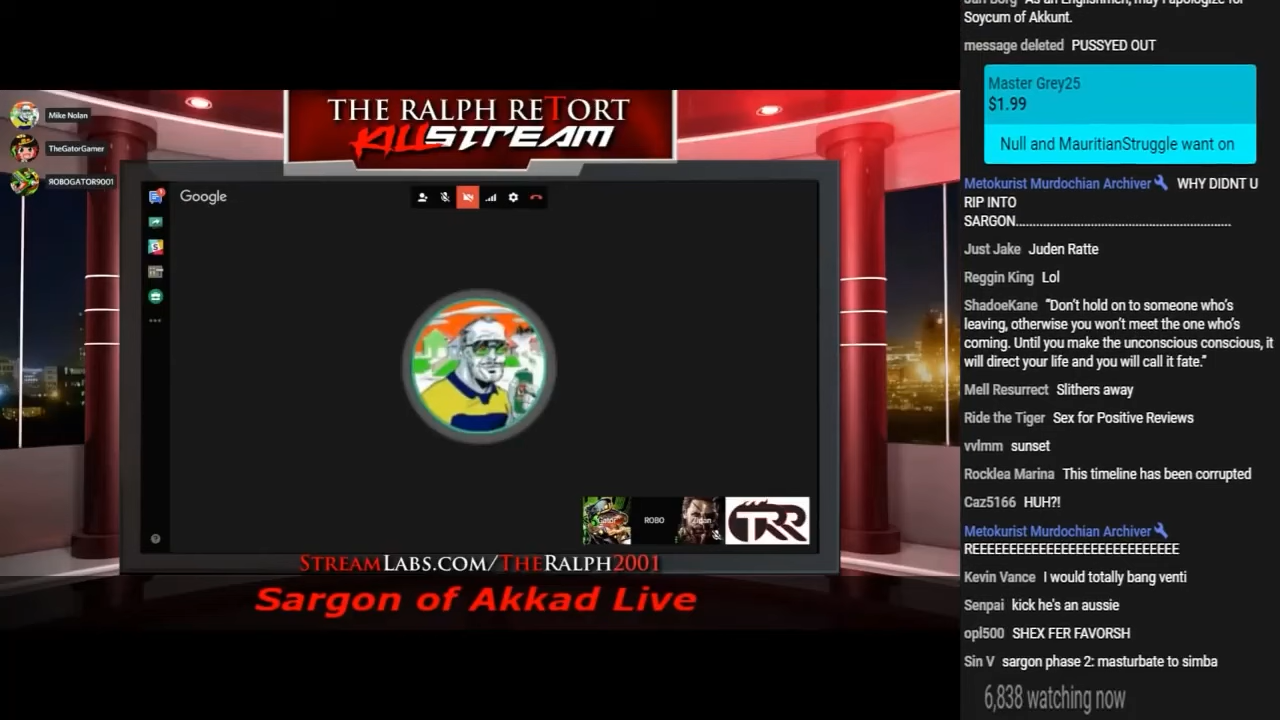 Jan Borg As an Englishmen, may I apologize for
Soycum of Akkunt.
message deleted PUSSYED OUT
Master Grey25
$1.99
Null and MauritianStruggle want on
Metokurist Murdochian Archiver WHY DIDNT U
RIP INTO
SARGON.......................................................................
Just Jake Juden Ratte
Reggin King Lol
ShadoeKane “Don’t hold on to someone who’s
leaving, otherwise you won’t meet the one who’s
coming. Until you make the unconscious conscious, it
will direct your life and you will call it fate.”
Mell Resurrect Slithers away
Ride the Tiger Sex for Positive Reviews
vvlmm sunset
Rocklea Marina This timeline has been corrupted
Caz5166 HUH?!
Metokurist Murdochian Archiver
REEEEEEEEEEEEEEEEEEEEEEEEEEE
Kevin Vance I would totally bang venti
Senpai kick he's an aussie
opl500 SHEX FER FAVORSH
Sin V sargon phase 2: masturbate to simba
6,838 watching now
THE RALPH RETORT
KILLSTREAM
Mike Nolan
TheGatorGamer
ROBOGATOR9001
Google
Gator
ROBO
Zidan
TRR
STREAMLABS.COM/THERALPH2001
Sargon of Akkad Live